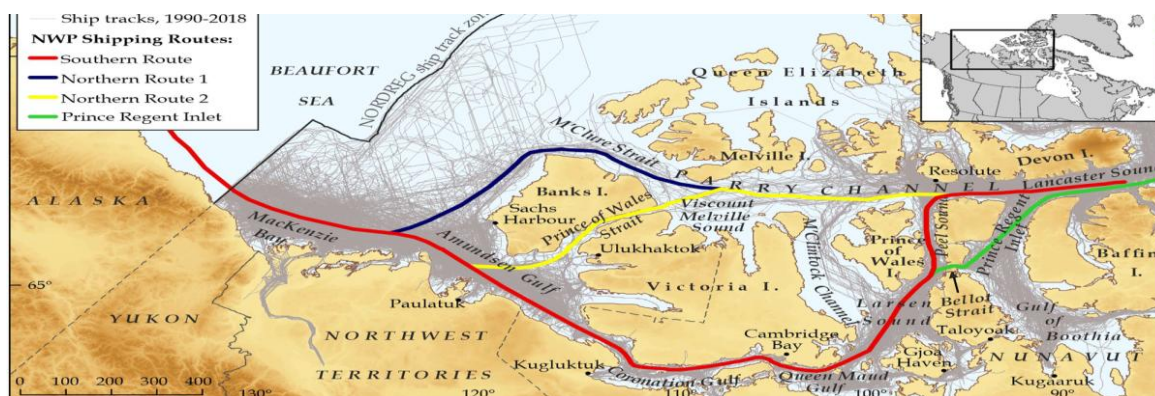 Ship tracks, 1990-2018
NWP Shipping Routes:
Southern Route
Northern Route 1
Northern Route 2
Prince Regent Inlet
BEAUFORT
SEA
NORDREG ship track zone
Queen Elizabeth
Islands
M'Clure Strait
Melville I.
Devon I.
Resolute
PARRY CHANNEL
Lancaster Sound
Banks I.
Sachs
Harbour
Prince of Wales
Strait
Viscount
Melville
Sound
ALASKA
MacKenzie
Bay
Amundsen Gulf
Ulukhaktok
M'Clintock Channel
Prince
of
Wales I.
Peel Sound
Prince Regent
Inlet
Baffin
I.
65°
Paulatuk
Victoria I.
Larsen
Sound
Bellot
Strait
Gulf
of
Boothia
YUKON
NORTHWEST
TERRITORIES
Cambridge
Bay
Taloyoak
Kugluktuk
Coronation Gulf
Queen Maud
Gulf
Gjoa
Haven
NUNAVUT
Kugaaruk
0 100 200 300 400
130°
120°
110°
100°
90°